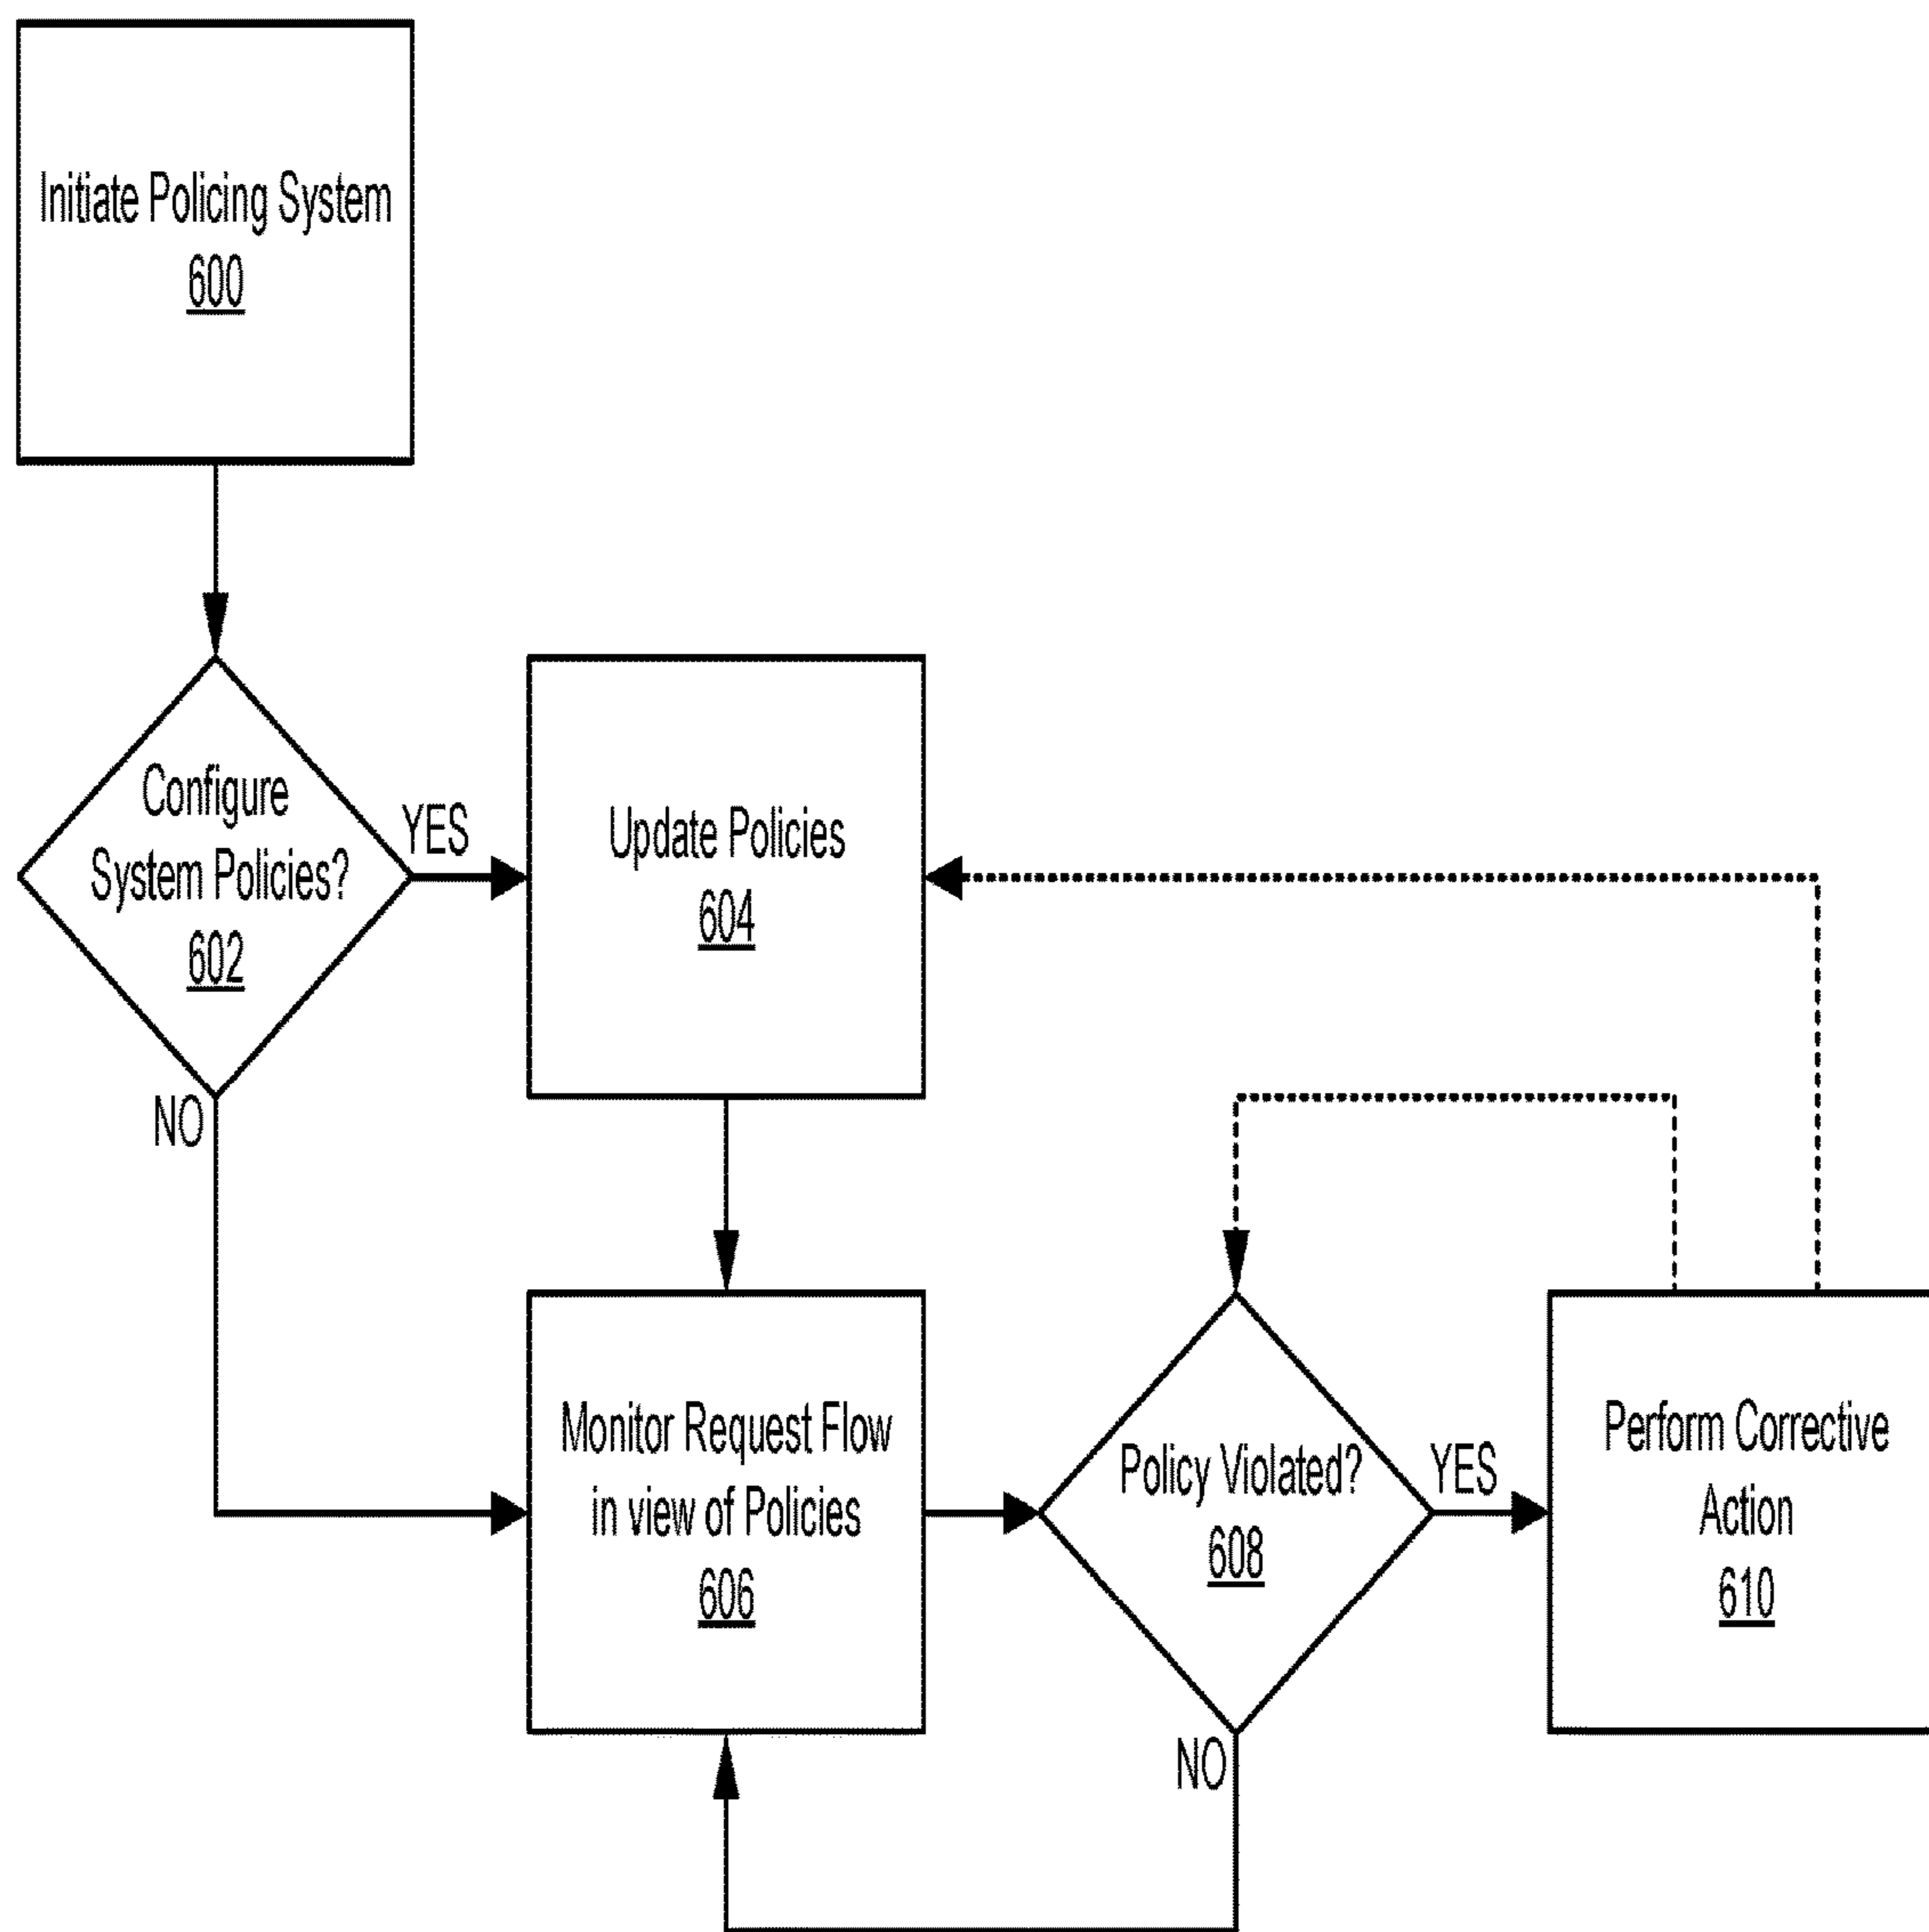 Initiate Policing System
600
Configure
System Policies?
602
YES
NO
Update Policies
604
Monitor Request Flow
in view of Policies
606
Policy Violated?
608
YES
NO
Perform Corrective
Action
610